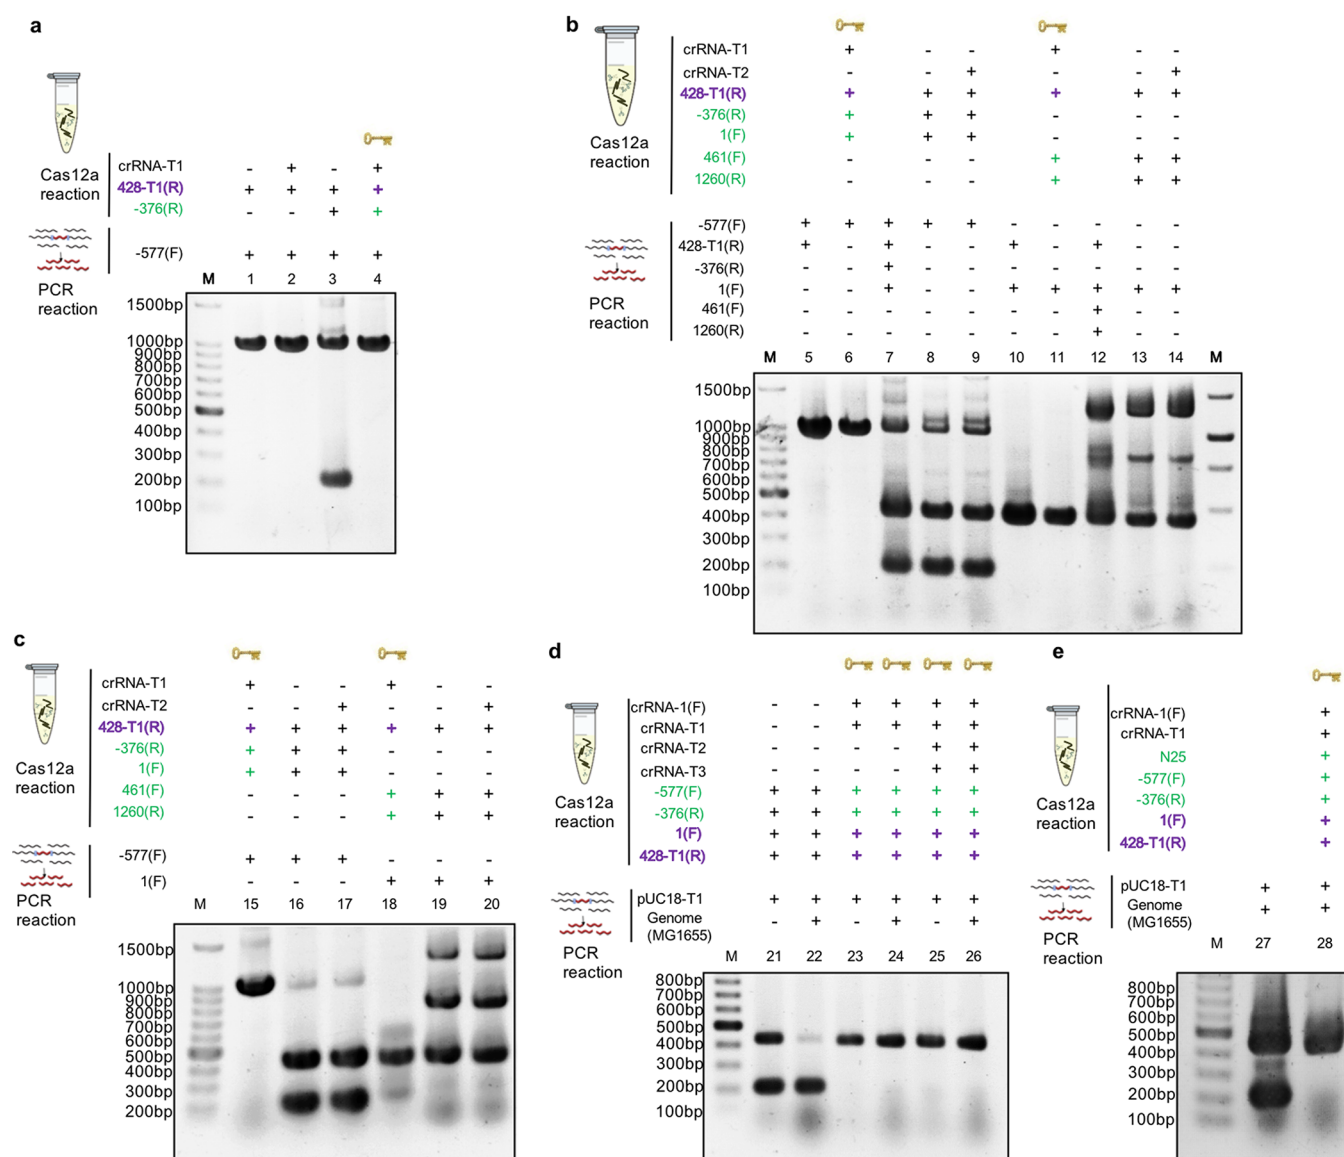 a
Cas12a
reaction
crRNA-T1 - + - +
428-T1(R) + + + +
-376(R) - - + +
PCR
reaction
-577(F) + + + +
M 1 2 3 4
1500bp
1000bp
900bp
800bp
700bp
600bp
500bp
400bp
300bp
200bp
100bp
b
Cas12a
reaction
crRNA-T1 + - - + - -
crRNA-T2 - - + - - +
428-T1(R) + + + + + +
-376(R) + + + - - -
1(F) + + + - - -
461(F) - - - + + +
1260(R) - - - + + +
PCR
reaction
-577(F) + + + + + - - - - -
428-T1(R) + - + - - + - + - -
-376(R) - - + - - - - - - -
1(F) - - + - - + + + + +
461(F) - - - - - - - + - -
1260(R) - - - - - - - + - -
M 5 6 7 8 9 10 11 12 13 14 M
1500bp
1000bp
900bp
800bp
700bp
600bp
500bp
400bp
300bp
200bp
100bp
c
Cas12a
reaction
crRNA-T1 + - - + - -
crRNA-T2 - - + - - +
428-T1(R) + + + + + +
-376(R) + + + - - -
1(F) + + + - - -
461(F) - - - + + +
1260(R) - - - + + +
PCR
reaction
-577(F) + + + - - -
1(F) - - - + + +
M 15 16 17 18 19 20
1500bp
1000bp
900bp
800bp
700bp
600bp
500bp
400bp
300bp
200bp
d
Cas12a
reaction
crRNA-1(F) - - + + + +
crRNA-T1 - - + + + +
crRNA-T2 - - - - + +
crRNA-T3 - - - - + +
-577(F) + + + + + +
-376(R) + + + + + +
1(F) + + + + + +
428-T1(R) + + + + + +
PCR
reaction
pUC18-T1 + + + + + +
Genome - + - + - +
(MG1655)
M 21 22 23 24 25 26
800bp
700bp
600bp
500bp
400bp
300bp
200bp
100bp
e
Cas12a
reaction
crRNA-1(F) +
crRNA-T1 +
N25 +
-577(F) +
-376(R) +
1(F) +
428-T1(R) +
PCR
reaction
pUC18-T1 + +
Genome + +
(MG1655)
M 27 28
800bp
700bp
600bp
500bp
400bp
300bp
200bp
100bp